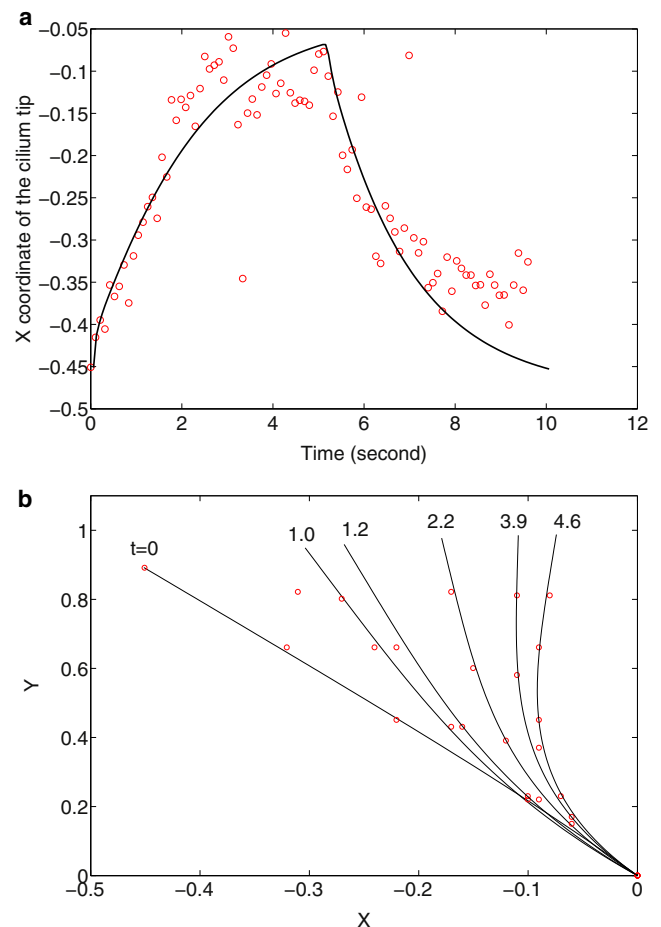 a
X coordinate of the cilium tip
−0.05
−0.1
−0.15
−0.2
−0.25
−0.3
−0.35
−0.4
−0.45
−0.5
0 2 4 6 8 10 12
Time (second)
b
Y
1
0.8
0.6
0.4
0.2
0
t=0
1.0
1.2
2.2
3.9
4.6
−0.5 −0.4 −0.3 −0.2 −0.1 0
X